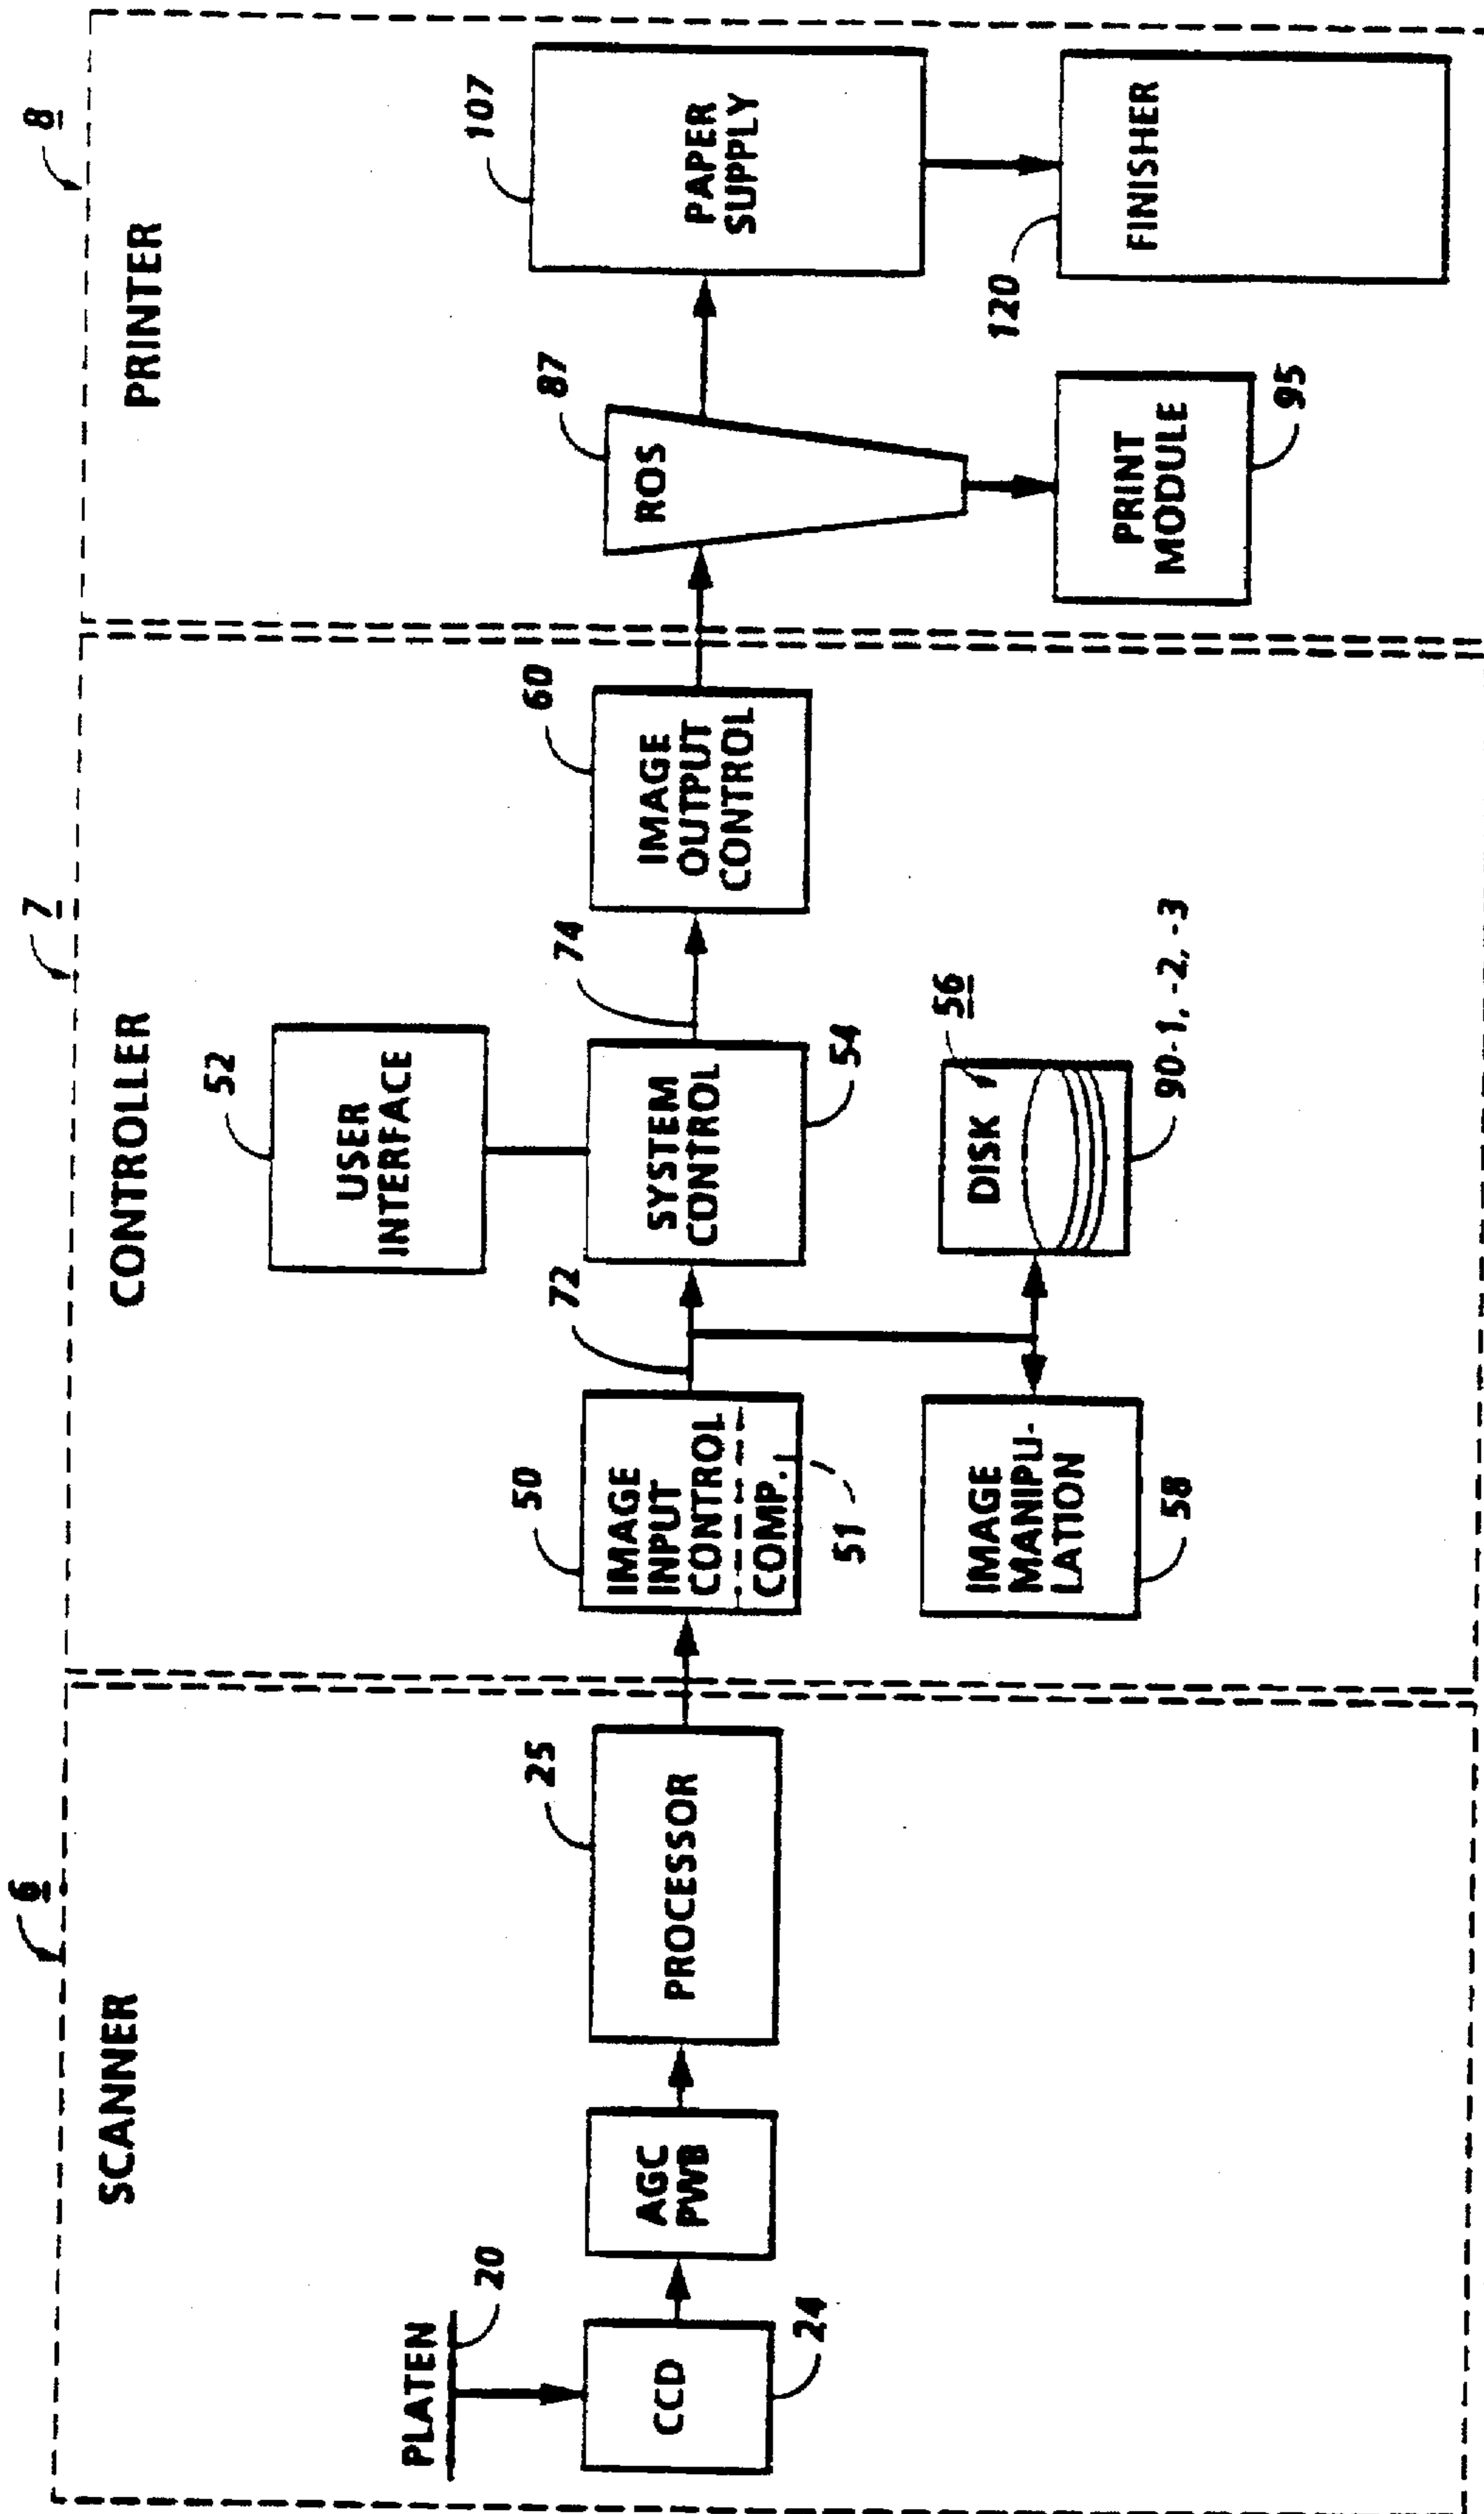 6
SCANNER
PLATEN
20
CCD
24
AGC
PWB
PROCESSOR
25
7
CONTROLLER
USER
INTERFACE
52
IMAGE
INPUT
CONTROL
COMP.
50
51
72
SYSTEM
CONTROL
54
74
IMAGE
OUTPUT
CONTROL
60
IMAGE
MANIPU-
LATION
58
DISK
56
90-1, -2, -3
8
PRINTER
ROS
87
PRINT
MODULE
95
PAPER
SUPPLY
107
FINISHER
120